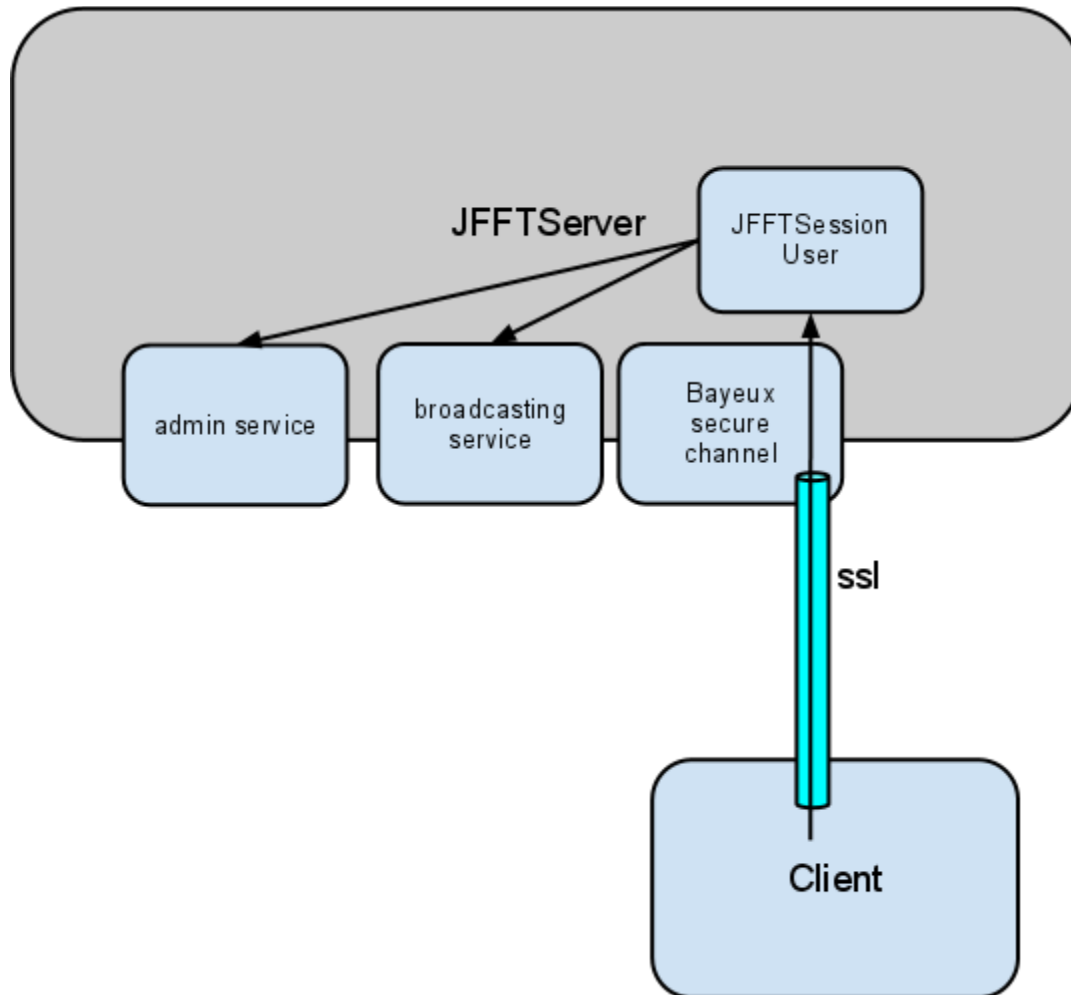 JFFTServer
JFFTSession
User
admin service
broadcasting
service
Bayeux
secure
channel
ssl
Client